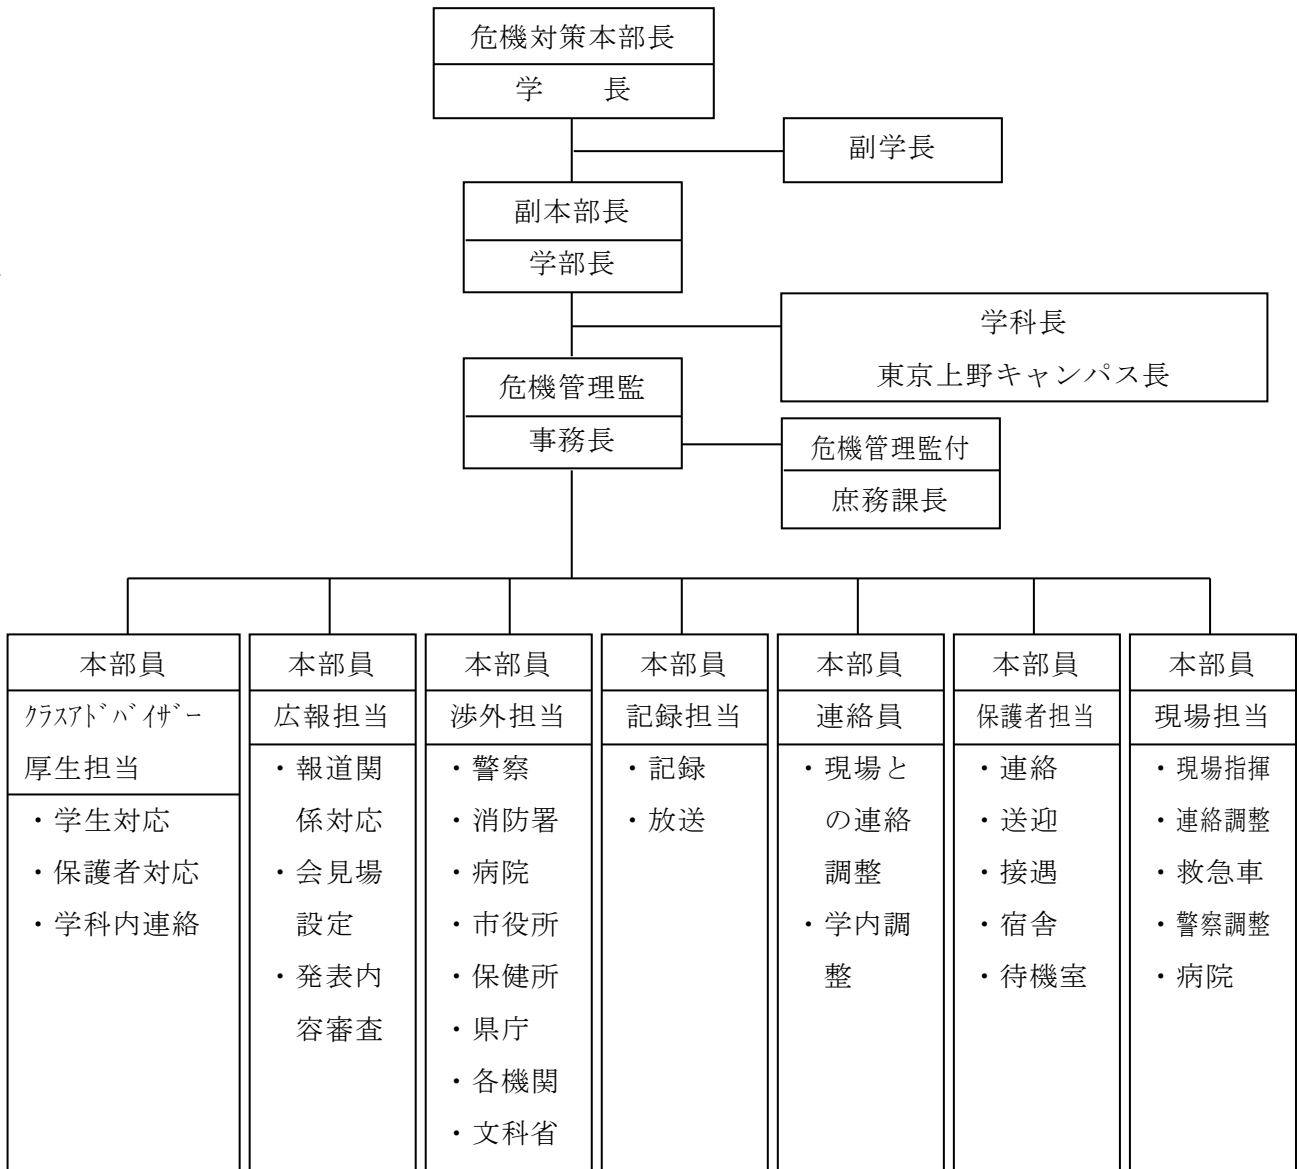 危機対策本部長
学　　長
副学長
副本部長
学部長
学科長
東京上野キャンパス長
危機管理監
事務長
危機管理監付
庶務課長
本部員
ｸﾗｽｱﾄﾞﾊﾞｲｻﾞｰ
厚生担当
・学生対応
・保護者対応
・学科内連絡
本部員
広報担当
・報道関
係対応
・会見場
設定
・発表内
容審査
本部員
渉外担当
・警察
・消防署
・病院
・市役所
・保健所
・県庁
・各機関
・文科省
本部員
記録担当
・記録
・放送
本部員
連絡員
・現場と
の連絡
調整
・学内調
整
本部員
保護者担当
・連絡
・送迎
・接遇
・宿舎
・待機室
本部員
現場担当
・現場指揮
・連絡調整
・救急車
・警察調整
・病院